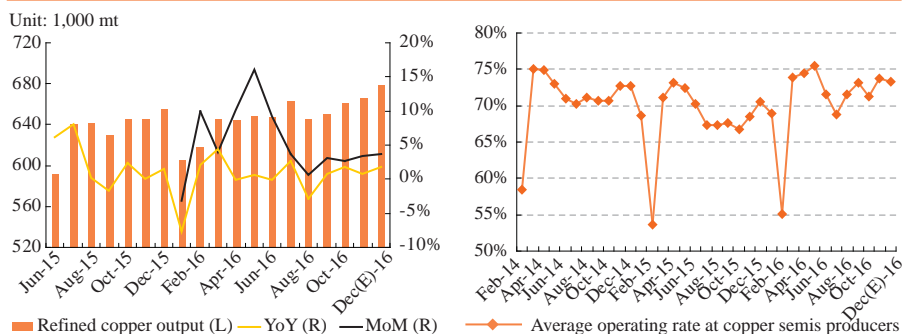 Unit: 1,000 mt
720
680
640
600
560
520
20%
15%
10%
5%
0%
-5%
-10%
Jun-15
Aug-15
Oct-15
Dec-15
Feb-16
Apr-16
Jun-16
Aug-16
Oct-16
Dec(E)-16
Refined copper output (L)
YoY (R)
MoM (R)
80%
75%
70%
65%
60%
55%
50%
Feb-14
Apr-14
Jun-14
Aug-14
Oct-14
Dec-14
Feb-15
Apr-15
Jun-15
Aug-15
Oct-15
Dec-15
Feb-16
Apr-16
Jun-16
Aug-16
Oct-16
Dec(E)-16
Average operating rate at copper semis producers